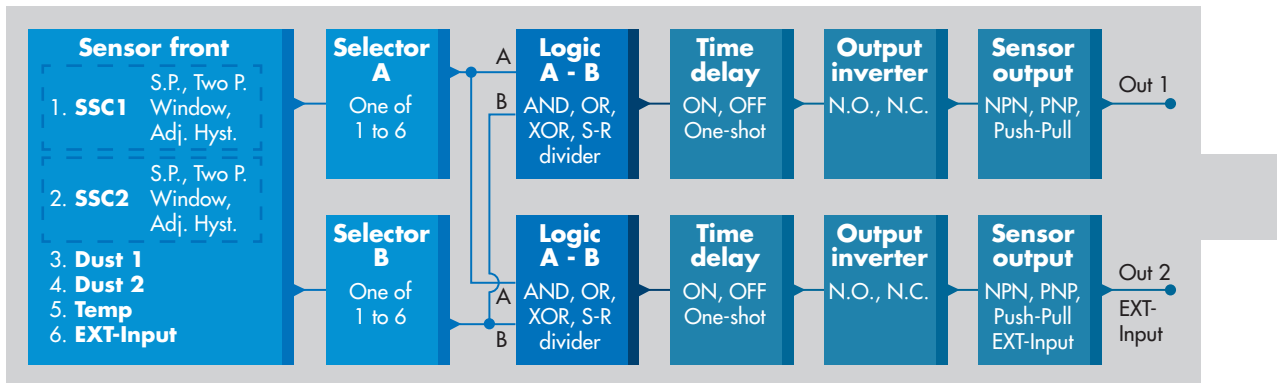 Sensor front
1. SSC1
S.P., Two P.
Window,
Adj. Hyst.
2. SSC2
S.P., Two P.
Window,
Adj. Hyst.
3. Dust 1
4. Dust 2
5. Temp
6. EXT-Input
Selector
A
One of
1 to 6
A
B
Logic
A - B
AND, OR,
XOR, S-R
divider
Time
delay
ON, OFF
One-shot
Output
inverter
N.O., N.C.
Sensor
output
NPN, PNP,
Push-Pull
Out 1
Selector
B
One of
1 to 6
A
B
Logic
A - B
AND, OR,
XOR, S-R
divider
Time
delay
ON, OFF
One-shot
Output
inverter
N.O., N.C.
Sensor
output
NPN, PNP,
Push-Pull
EXT-Input
Out 2
EXT-
Input